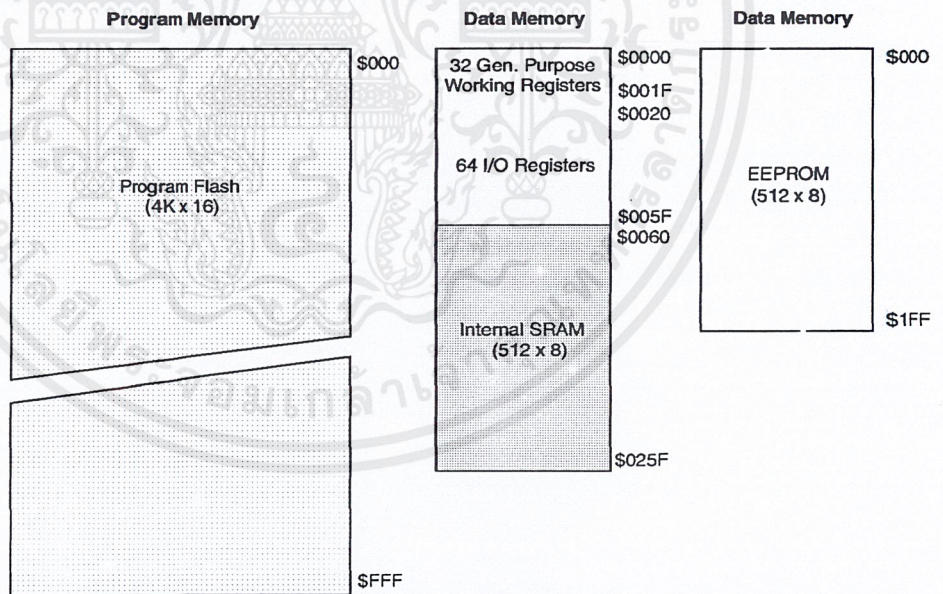 Program Memory
$000
Program Flash
(4K x 16)
$FFF
Data Memory
32 Gen. Purpose
Working Registers
$0000
$001F
$0020
64 I/O Registers
$005F
$0060
Internal SRAM
(512 x 8)
$025F
Data Memory
$000
EEPROM
(512 x 8)
$1FF